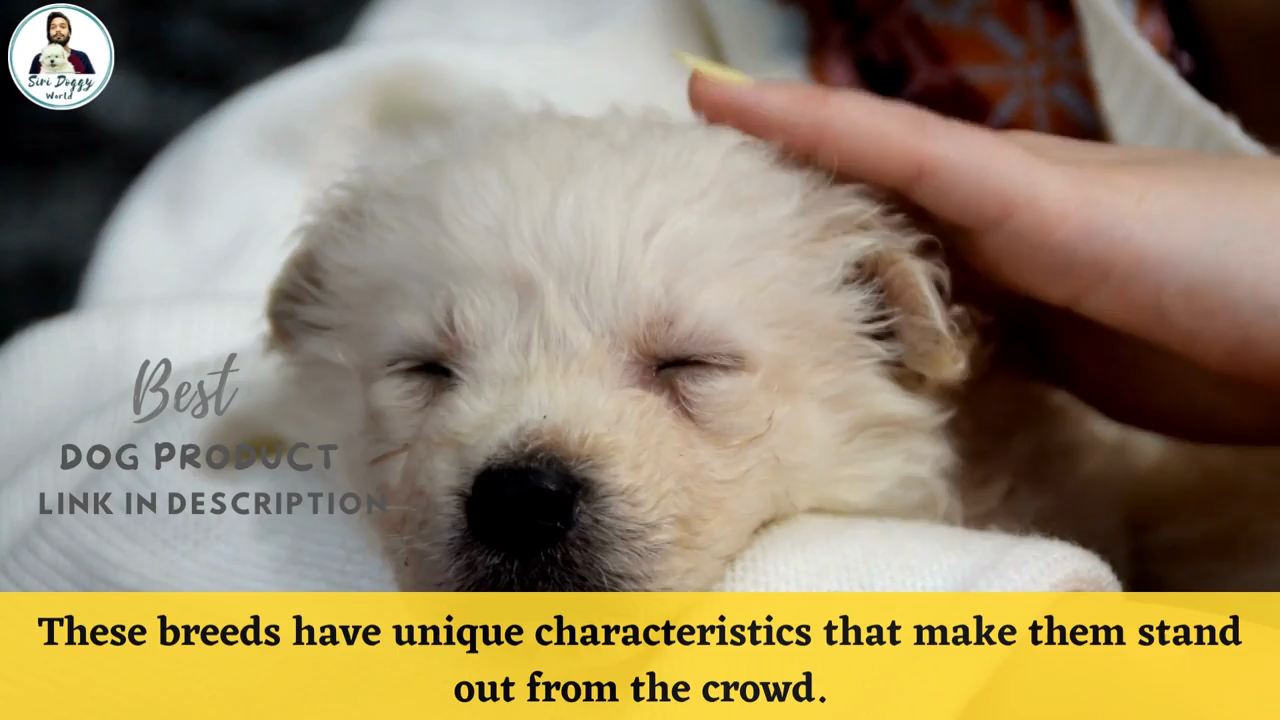 Siri Doggy
World
Best
DOG PRODUCT
LINK IN DESCRIPTION
These breeds have unique characteristics that make them stand
out from the crowd.